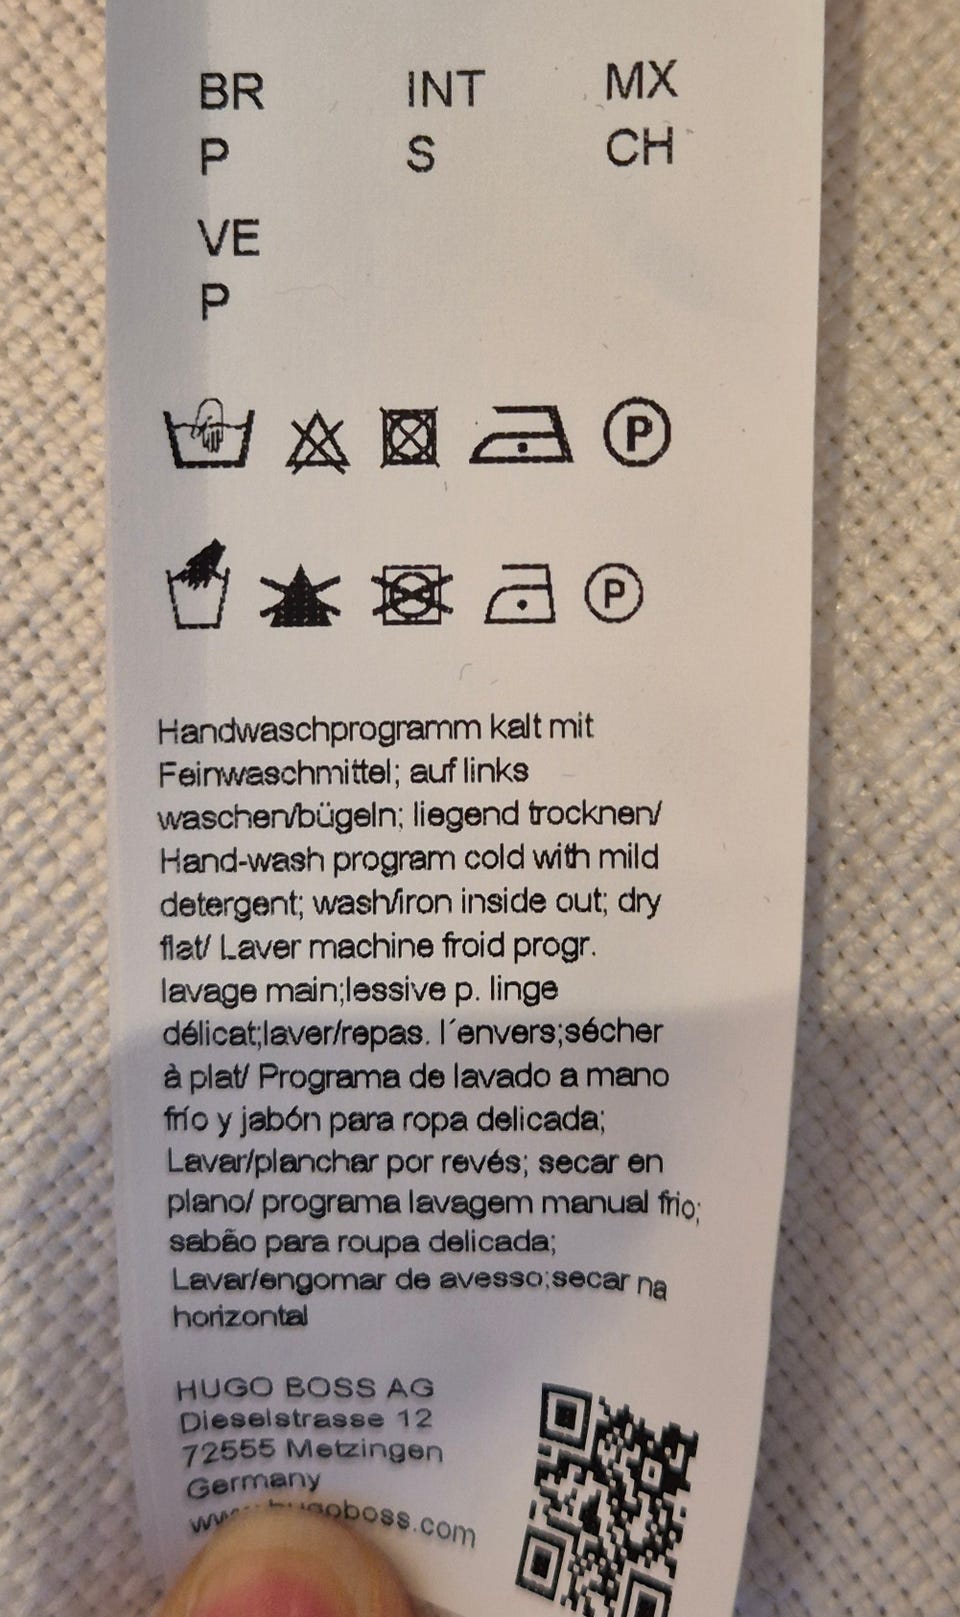 BR INT MX
P S CH
VE
P
P
P
Handwaschprogramm kalt mit
Feinwaschmittel; auf links
waschen/bügeln; liegend trocknen/
Hand-wash program cold with mild
detergent; wash/iron inside out; dry
flat/ Laver machine froid progr.
lavage main;lessive p. linge
délicat;laver/repas. l´envers;sécher
à plat/ Programa de lavado a mano
frío y jabón para ropa delicada;
Lavar/planchar por revés; secar en
plano/ programa lavagem manual frio;
sabão para roupa delicada;
Lavar/engomar de avesso;secar na
horizontal
HUGO BOSS AG
Dieselstrasse 12
72555 Metzingen
Germany